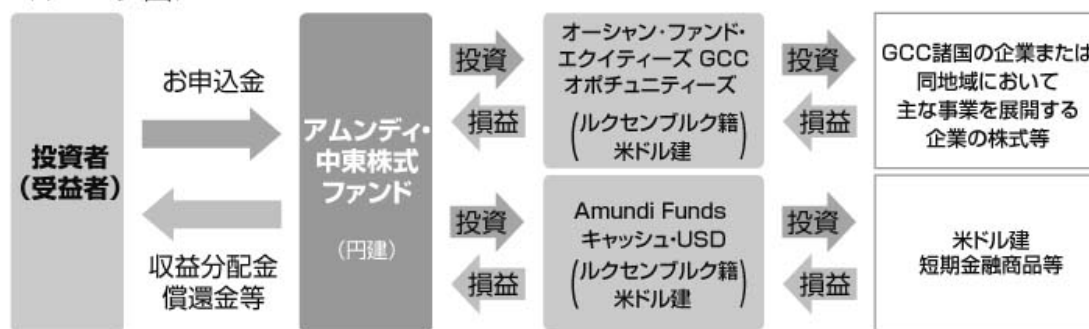 投資者
（受益者）
お申込金
収益分配金
償還金等
アムンディ・
中東株式
ファンド
（円建）
投資
損益
オーシャン・ファンド・
エクイティーズ GCC
オポチュニティーズ
（ルクセンブルク籍
米ドル建）
投資
損益
GCC諸国の企業または
同地域において
主な事業を展開する
企業の株式等
投資
損益
Amundi Funds
キャッシュ・USD
（ルクセンブルク籍
米ドル建）
投資
損益
米ドル建
短期金融商品等